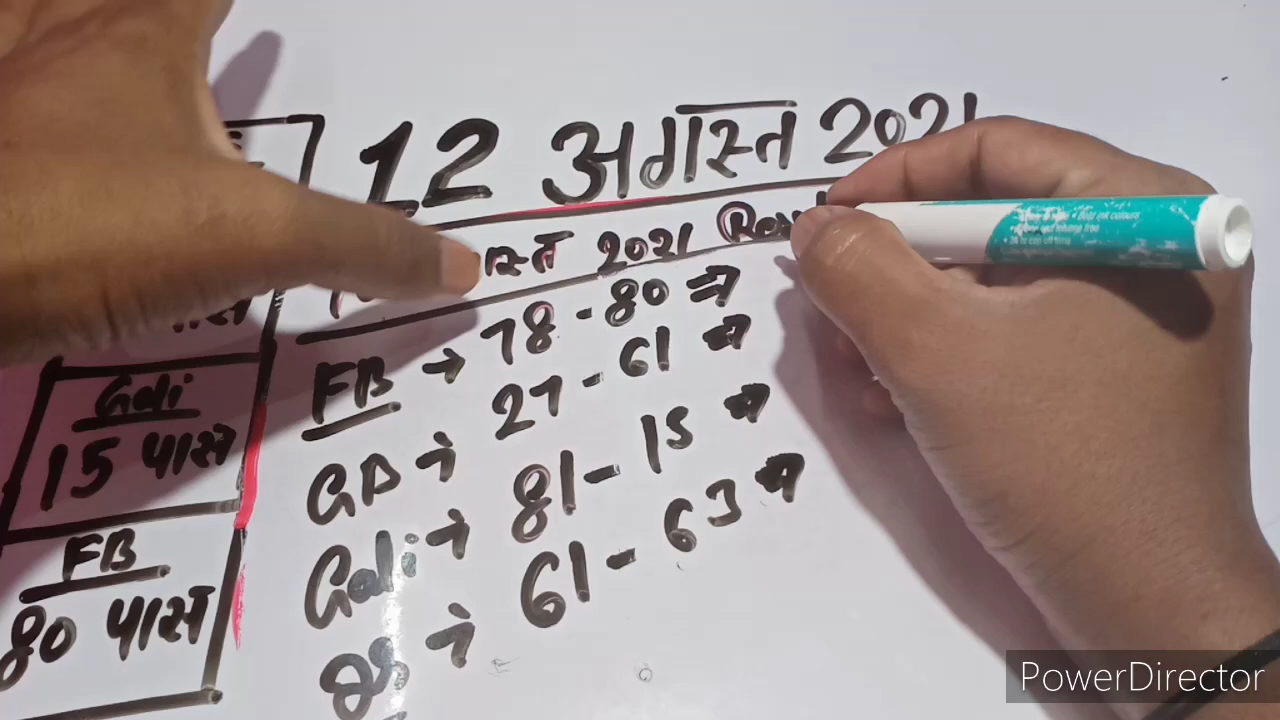 12 अगस्त 2021
2021
FB → 78 - 80 ⇒
GB → 27 - 61 ⇒
Gali → 81 - 15 ⇒
DS → 61 - 63 ⇒
पास
Gali
15 पास
FB
80 पास
PowerDirector